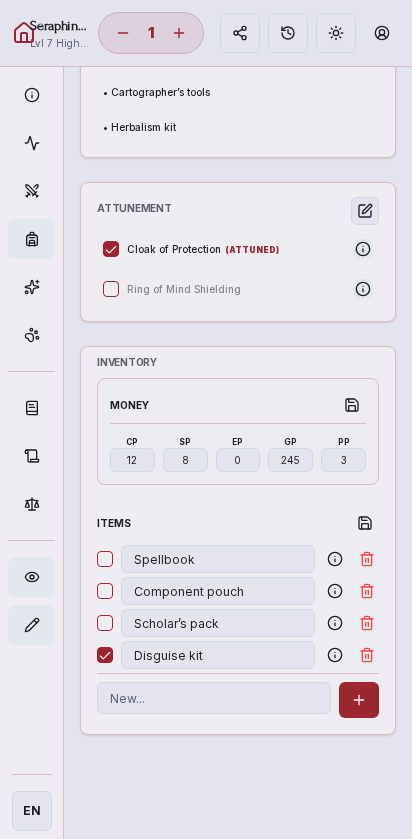 Seraphin...
Lvl 7 High...
1
• Cartographer's tools
• Herbalism kit
ATTUNEMENT
Cloak of Protection (ATTUNED)
Ring of Mind Shielding
INVENTORY
MONEY
CP SP EP GP PP
12 8 0 245 3
ITEMS
Spellbook
Component pouch
Scholar's pack
Disguise kit
New...
EN